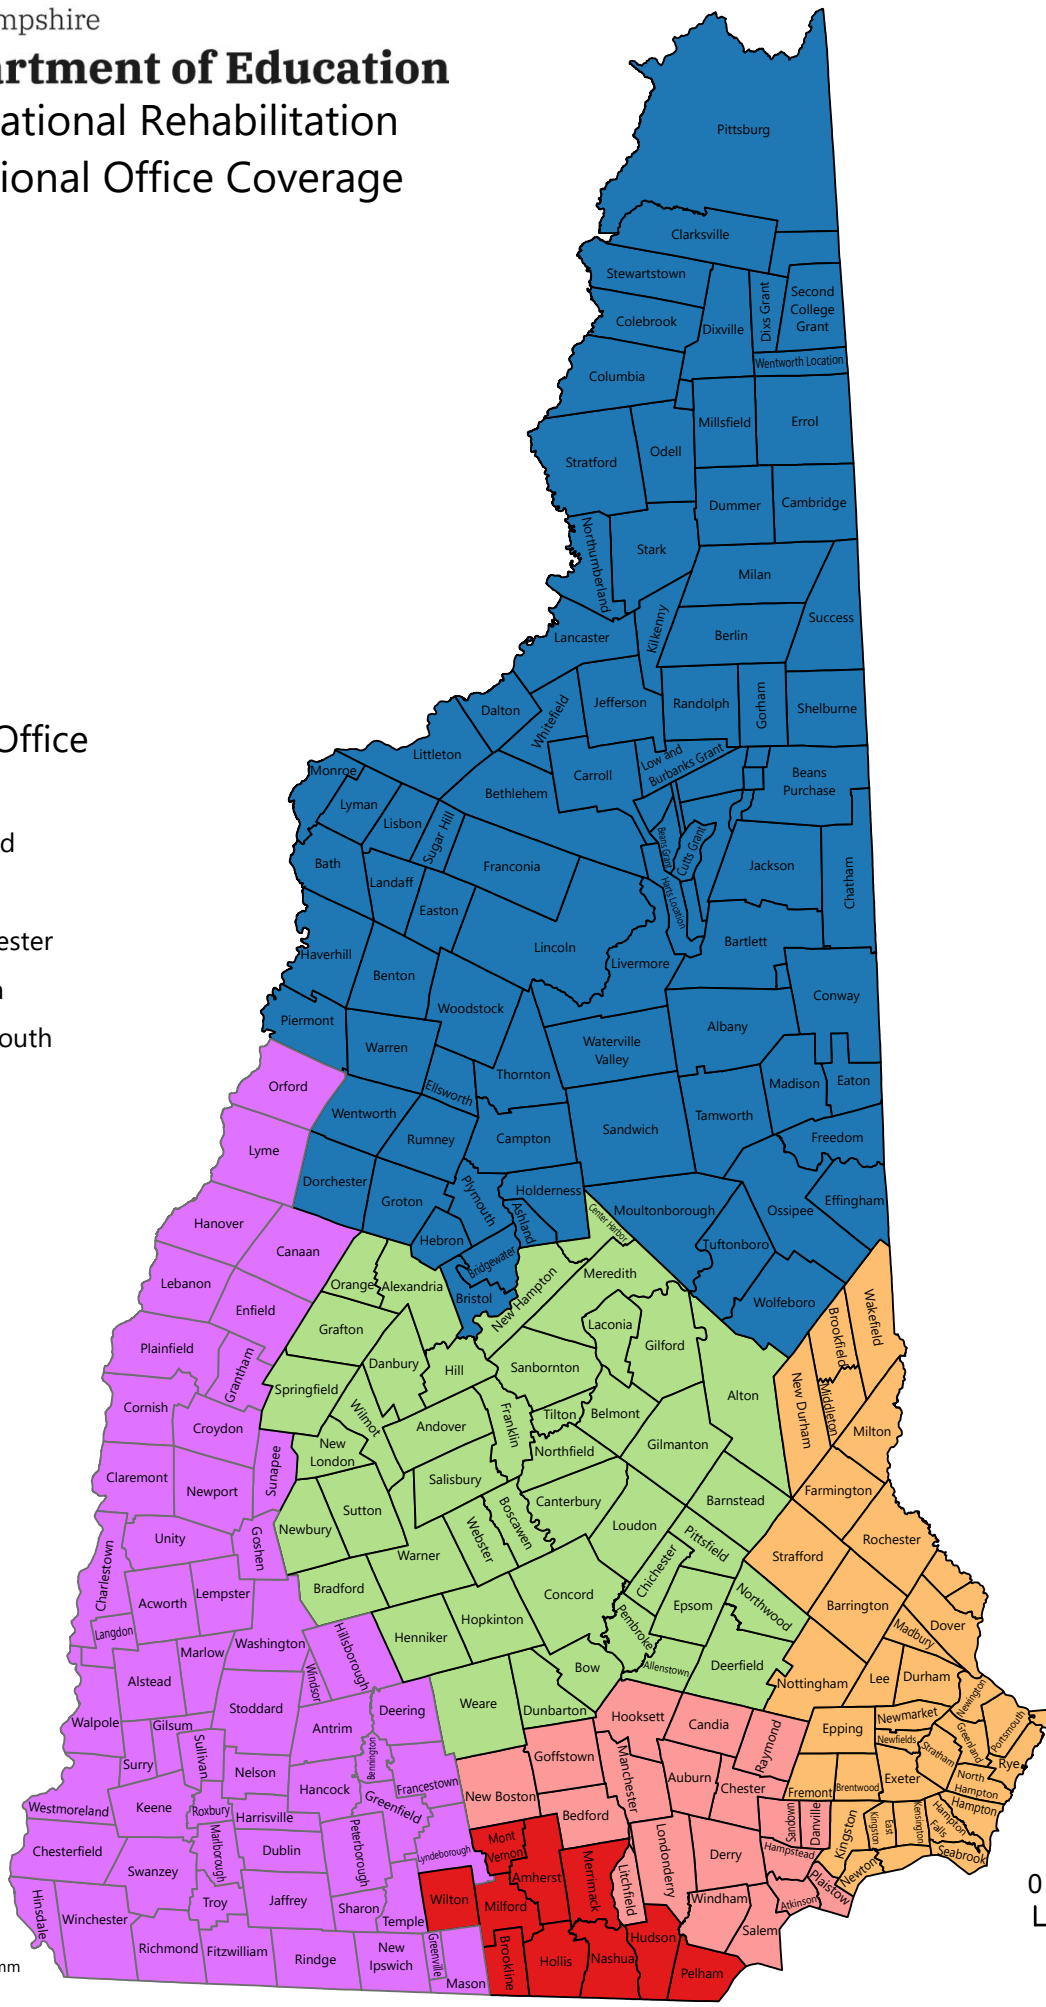 mpshire
artment of Education
ational Rehabilitation
ional Office Coverage
Pittsburg
Clarksville
Stewartstown
Dixs Grant
Second
College
Grant
Colebrook
Dixville
Wentworth Location
Columbia
Millsfield
Errol
Odell
Stratford
Dummer
Cambridge
Northumberland
Stark
Milan
Success
Kilkenny
Berlin
Lancaster
Jefferson
Randolph
Gorham
Shelburne
Dalton
Whitefield
Office
Littleton
Low and
Burbanks Grant
Monroe
Carroll
Beans
Purchase
Bethlehem
Lyman
Lisbon
Sugar Hill
d
Beans Grant
Cutts Grant
Bath
Franconia
Jackson
Chatham
Landaff
Easton
Harts Location
ester
Lincoln
Bartlett
Haverhill
Livermore
Benton
n
Conway
Woodstock
Piermont
Albany
outh
Warren
Waterville
Valley
Thornton
Madison
Eaton
Orford
Ellsworth
Wentworth
Tamworth
Rumney
Campton
Sandwich
Freedom
Lyme
Dorchester
Groton
Plymouth
Holderness
Ashland
Center Harbor
Moultonborough
Ossipee
Effingham
Hanover
Canaan
Hebron
Tuftonboro
Bridgewater
Lebanon
Orange
Alexandria
Meredith
Bristol
New Hampton
Wolfeboro
Enfield
Wakefield
Brookfield
Plainfield
Grafton
Laconia
Gilford
Grantham
Danbury
Hill
Sanbornton
Springfield
Alton
New Durham
Middleton
Cornish
Croydon
Wilmot
Andover
Franklin
Tilton
Belmont
Milton
New
London
Northfield
Gilmanton
Sunapee
Claremont
Newport
Salisbury
Farmington
Sutton
Canterbury
Barnstead
Newbury
Boscawen
Loudon
Unity
Goshen
Webster
Pittsfield
Rochester
Warner
Strafford
Charlestown
Chichester
Bradford
Lempster
Acworth
Concord
Epsom
Northwood
Barrington
Hopkinton
Langdon
Pembroke
Dover
Madbury
Henniker
Washington
Hillsborough
Marlow
Bow
Allenstown
Deerfield
Windsor
Alstead
Nottingham
Lee
Durham
Stoddard
Deering
Weare
Dunbarton
Newington
Hooksett
Candia
Newmarket
Walpole
Gilsum
Antrim
Epping
Portsmouth
Raymond
Newfields
Greenland
Sullivan
Bennington
Goffstown
Stratham
Surry
Rye
Nelson
Manchester
Auburn
Chester
Exeter
North
Hampton
Hancock
Francestown
Fremont
Brentwood
New Boston
Keene
Roxbury
Greenfield
Westmoreland
Harrisville
Bedford
Sandown
Danville
Kingston
East
Kingston
Kensington
Hampton
Falls
Hampton
Chesterfield
Marlborough
Dublin
Peterborough
Lyndeborough
Mont
Vernon
Londonderry
Derry
Hampstead
Seabrook
Swanzey
Amherst
Merrimack
Litchfield
Newton
Plaistow
0
Hinsdale
Winchester
Troy
Jaffrey
Sharon
Temple
Wilton
Milford
Windham
Atkinson
Salem
Richmond
Fitzwilliam
Rindge
New
Ipswich
Greenville
Mason
Brookline
Hollis
Nashua
Hudson
Pelham
mm